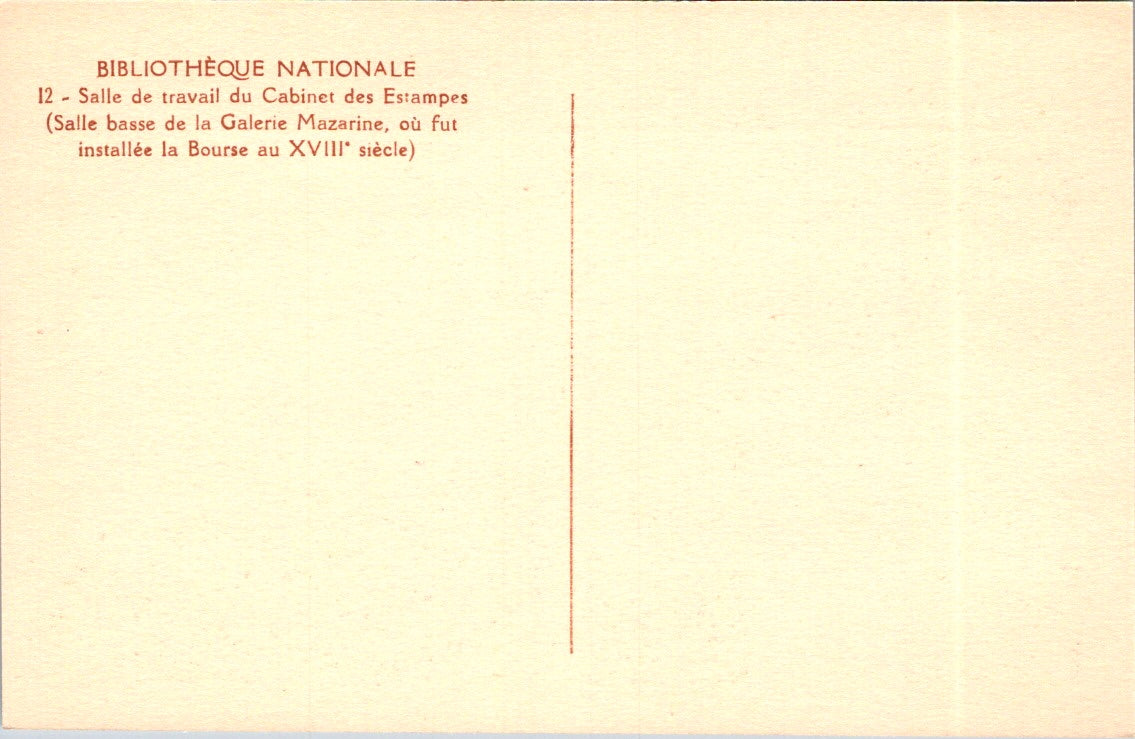 BIBLIOTHÈQUE NATIONALE
12 - Salle de travail du Cabinet des Estampes
(Salle basse de la Galerie Mazarine, où fut
installée la Bourse au XVIIIᵉ siècle)